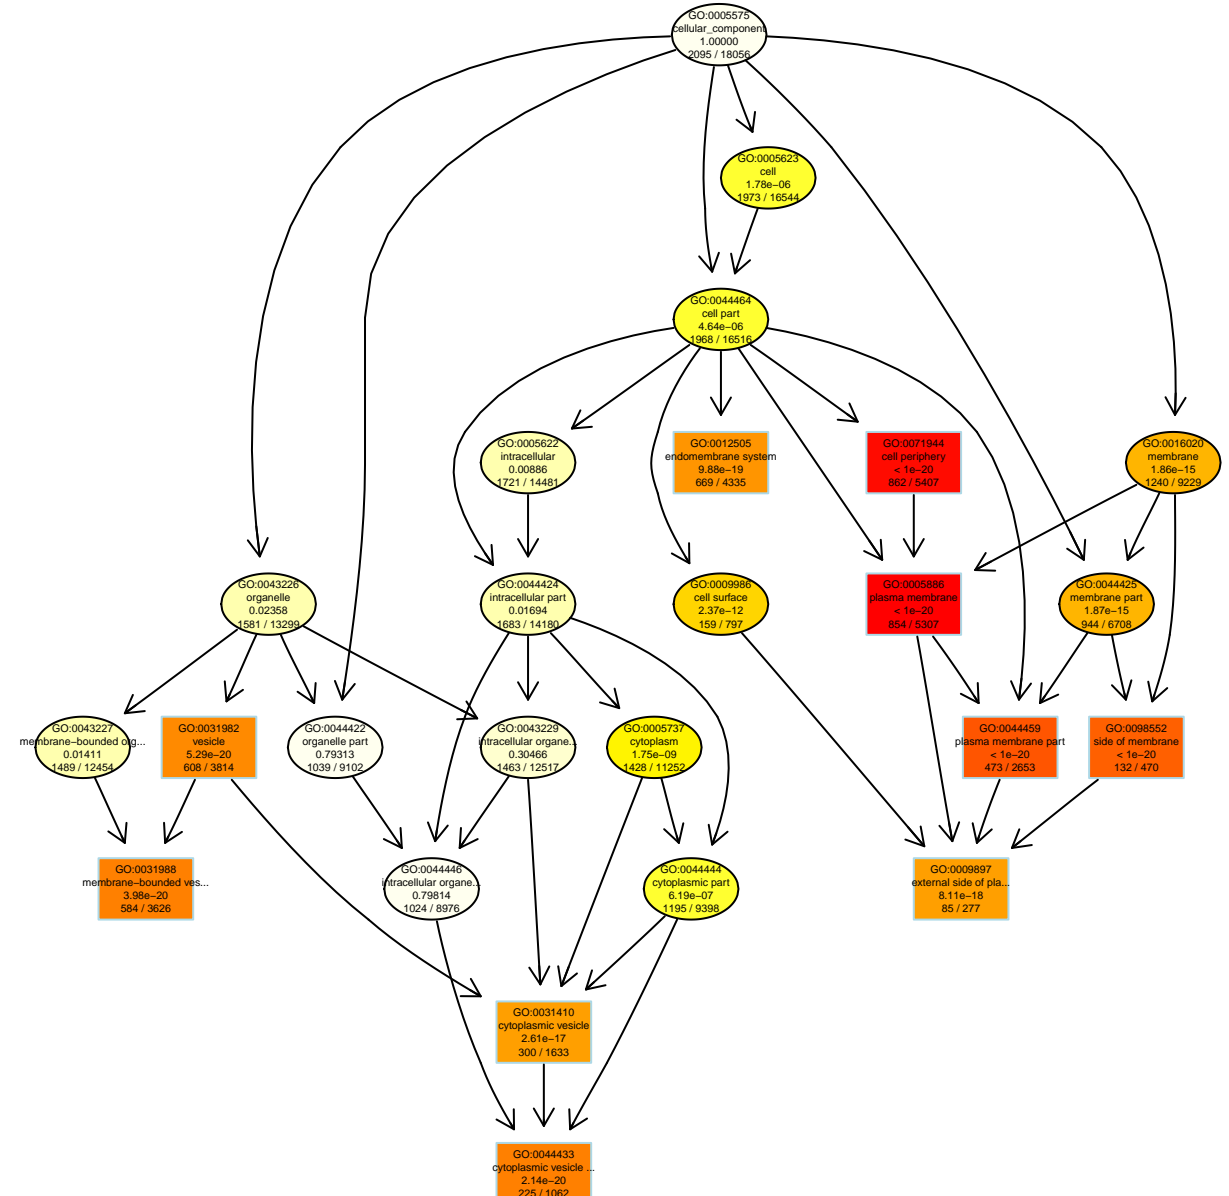 GO:0005575
cellular_component
1.00000
2095 / 18056
GO:0005623
cell
1.78e−06
1973 / 16544
GO:0044464
cell part
4.64e−06
1968 / 16516
GO:0005622
intracellular
0.00886
1721 / 14481
GO:0012505
endomembrane system
9.88e−19
669 / 4335
GO:0071944
cell periphery
< 1e−20
862 / 5407
GO:0016020
membrane
1.86e−15
1240 / 9229
GO:0043226
organelle
0.02358
1581 / 13299
GO:0044424
intracellular part
0.01694
1683 / 14180
GO:0009986
cell surface
2.37e−12
159 / 797
GO:0005886
plasma membrane
< 1e−20
854 / 5307
GO:0044425
membrane part
1.87e−15
944 / 6708
GO:0043227
membrane−bounded org...
0.01411
1489 / 12454
GO:0031982
vesicle
5.29e−20
608 / 3814
GO:0044422
organelle part
0.79313
1039 / 9102
GO:0043229
intracellular organe...
0.30466
1463 / 12517
GO:0005737
cytoplasm
1.75e−09
1428 / 11252
GO:0044459
plasma membrane part
< 1e−20
473 / 2653
GO:0098552
side of membrane
< 1e−20
132 / 470
GO:0031988
membrane−bounded ves...
3.98e−20
584 / 3626
GO:0044446
intracellular organe...
0.79814
1024 / 8976
GO:0044444
cytoplasmic part
6.19e−07
1195 / 9398
GO:0009897
external side of pla...
8.11e−18
85 / 277
GO:0031410
cytoplasmic vesicle
2.61e−17
300 / 1633
GO:0044433
cytoplasmic vesicle ...
2.14e−20
225 / 1062